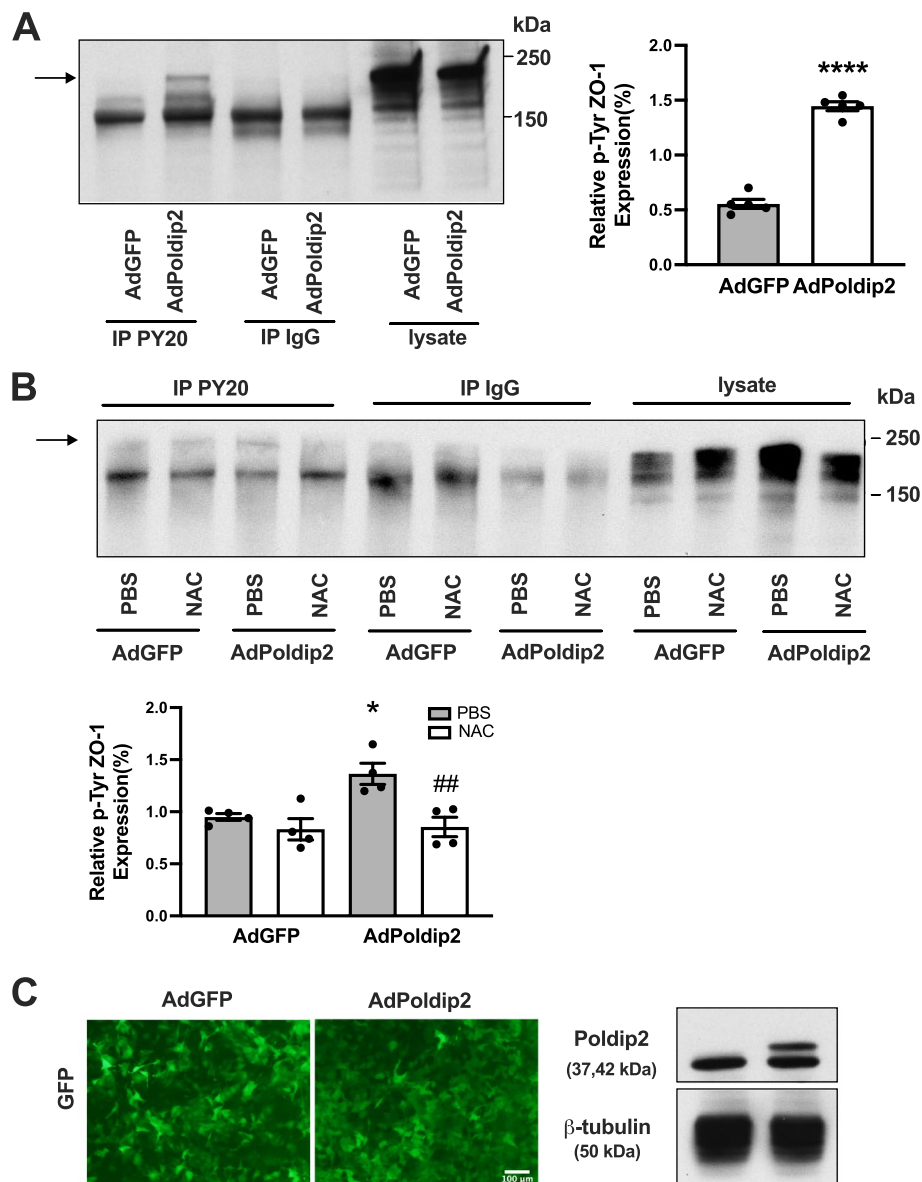 A
kDa
250
150
AdGFP
AdPoldip2
AdGFP
AdPoldip2
AdGFP
AdPoldip2
IP PY20
IP IgG
lysate
Relative p-Tyr ZO-1
Expression(%)
2.0
1.5
1.0
0.5
0.0
****
AdGFP AdPoldip2
B
IP PY20
IP IgG
lysate
kDa
250
150
PBS
NAC
PBS
NAC
PBS
NAC
PBS
NAC
PBS
NAC
PBS
NAC
AdGFP
AdPoldip2
AdGFP
AdPoldip2
AdGFP
AdPoldip2
Relative p-Tyr ZO-1
Expression(%)
2.0
1.5
1.0
0.5
0.0
*
##
PBS
NAC
AdGFP
AdPoldip2
C
AdGFP
AdPoldip2
GFP
100 µm
Poldip2
(37,42 kDa)
β-tubulin
(50 kDa)